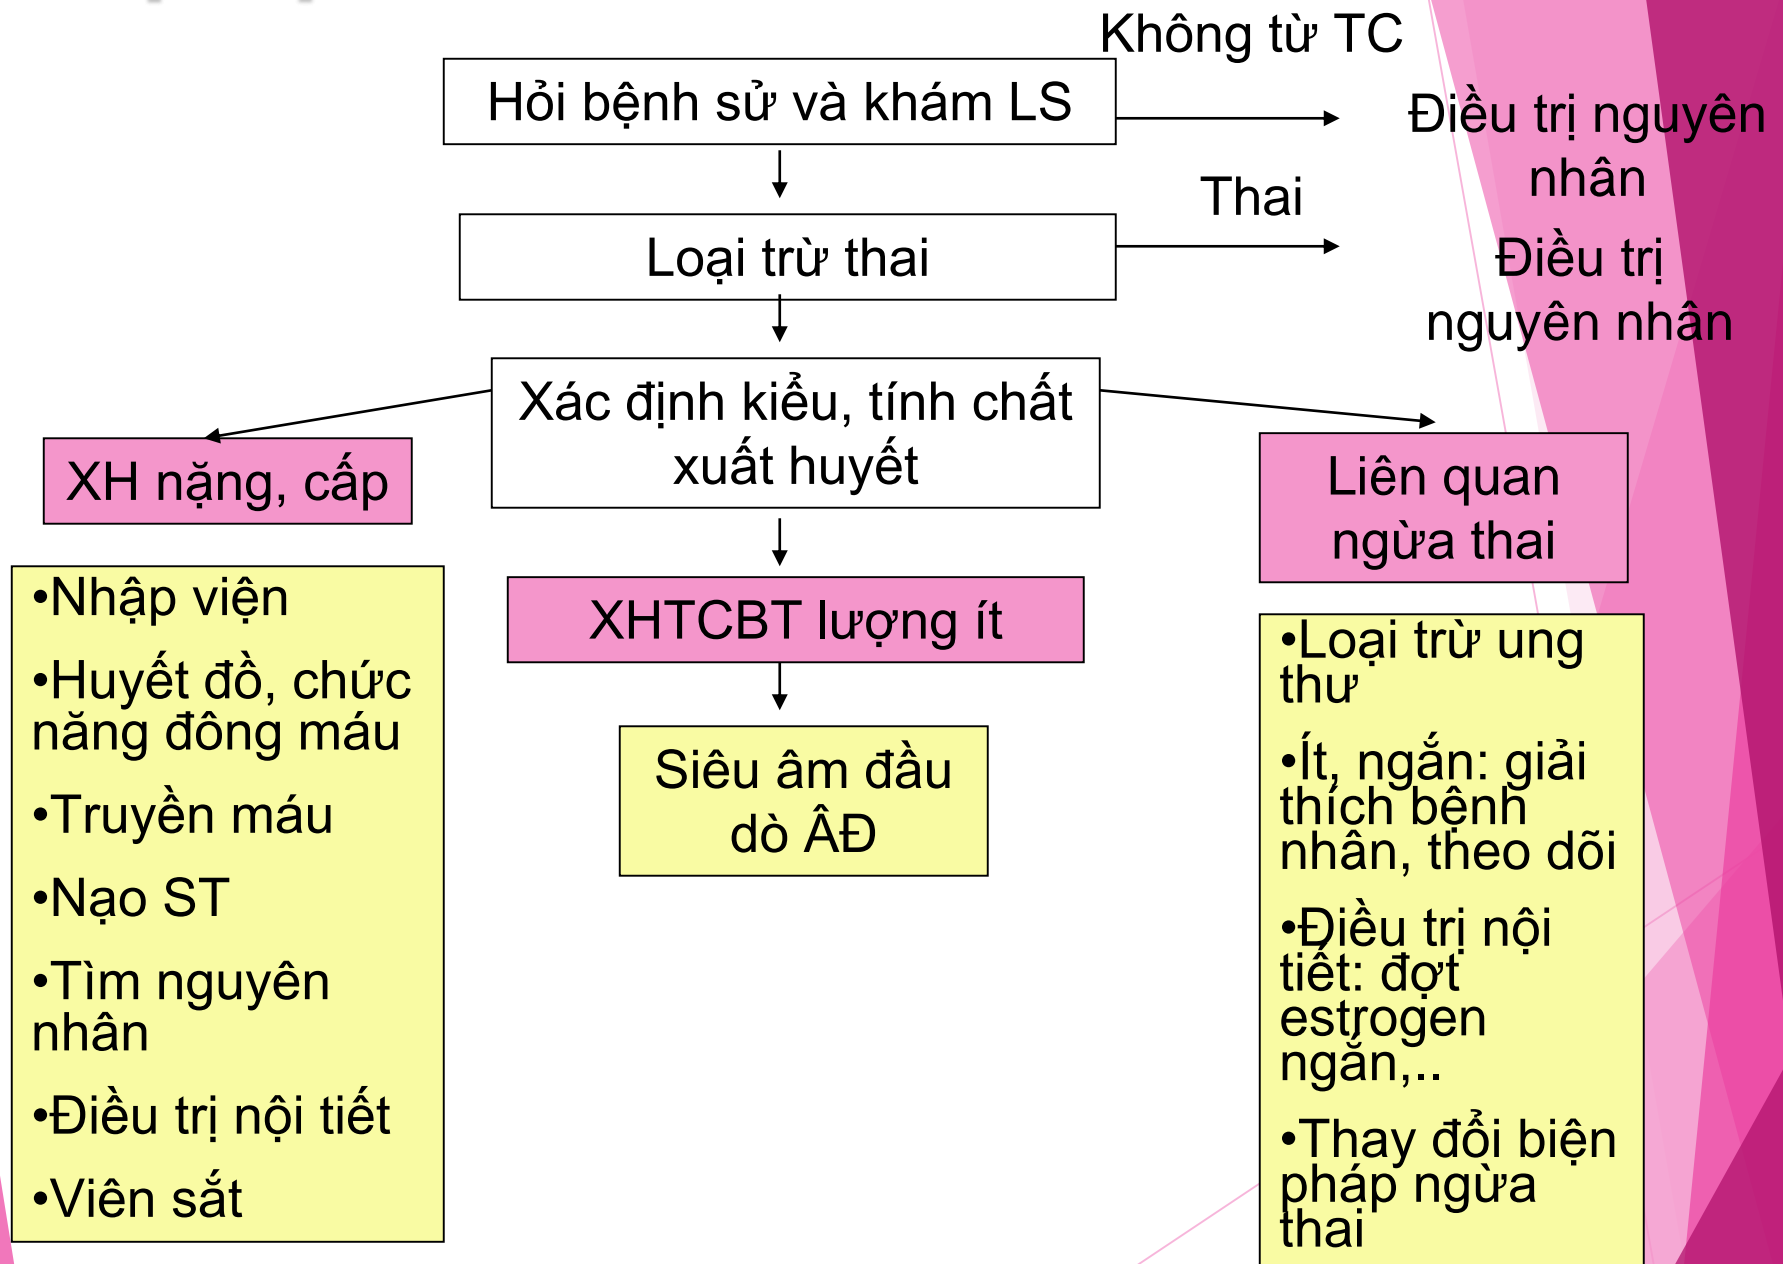 Không từ TC
Hỏi bệnh sử và khám LS
Điều trị nguyên
nhân
Thai
Loại trừ thai
Điều trị
nguyên nhân
Xác định kiểu, tính chất
xuất huyết
XH nặng, cấp
•Nhập viện
•Huyết đồ, chức
năng đông máu
•Truyền máu
•Nạo ST
•Tìm nguyên
nhân
•Điều trị nội tiết
•Viên sắt
XHTCBT lượng ít
Siêu âm đầu
dò ÂĐ
Liên quan
ngừa thai
•Loại trừ ung
thư
•Ít, ngắn: giải
thích bệnh
nhân, theo dõi
•Điều trị nội
tiết: đợt
estrogen
ngắn,..
•Thay đổi biện
pháp ngừa
thai